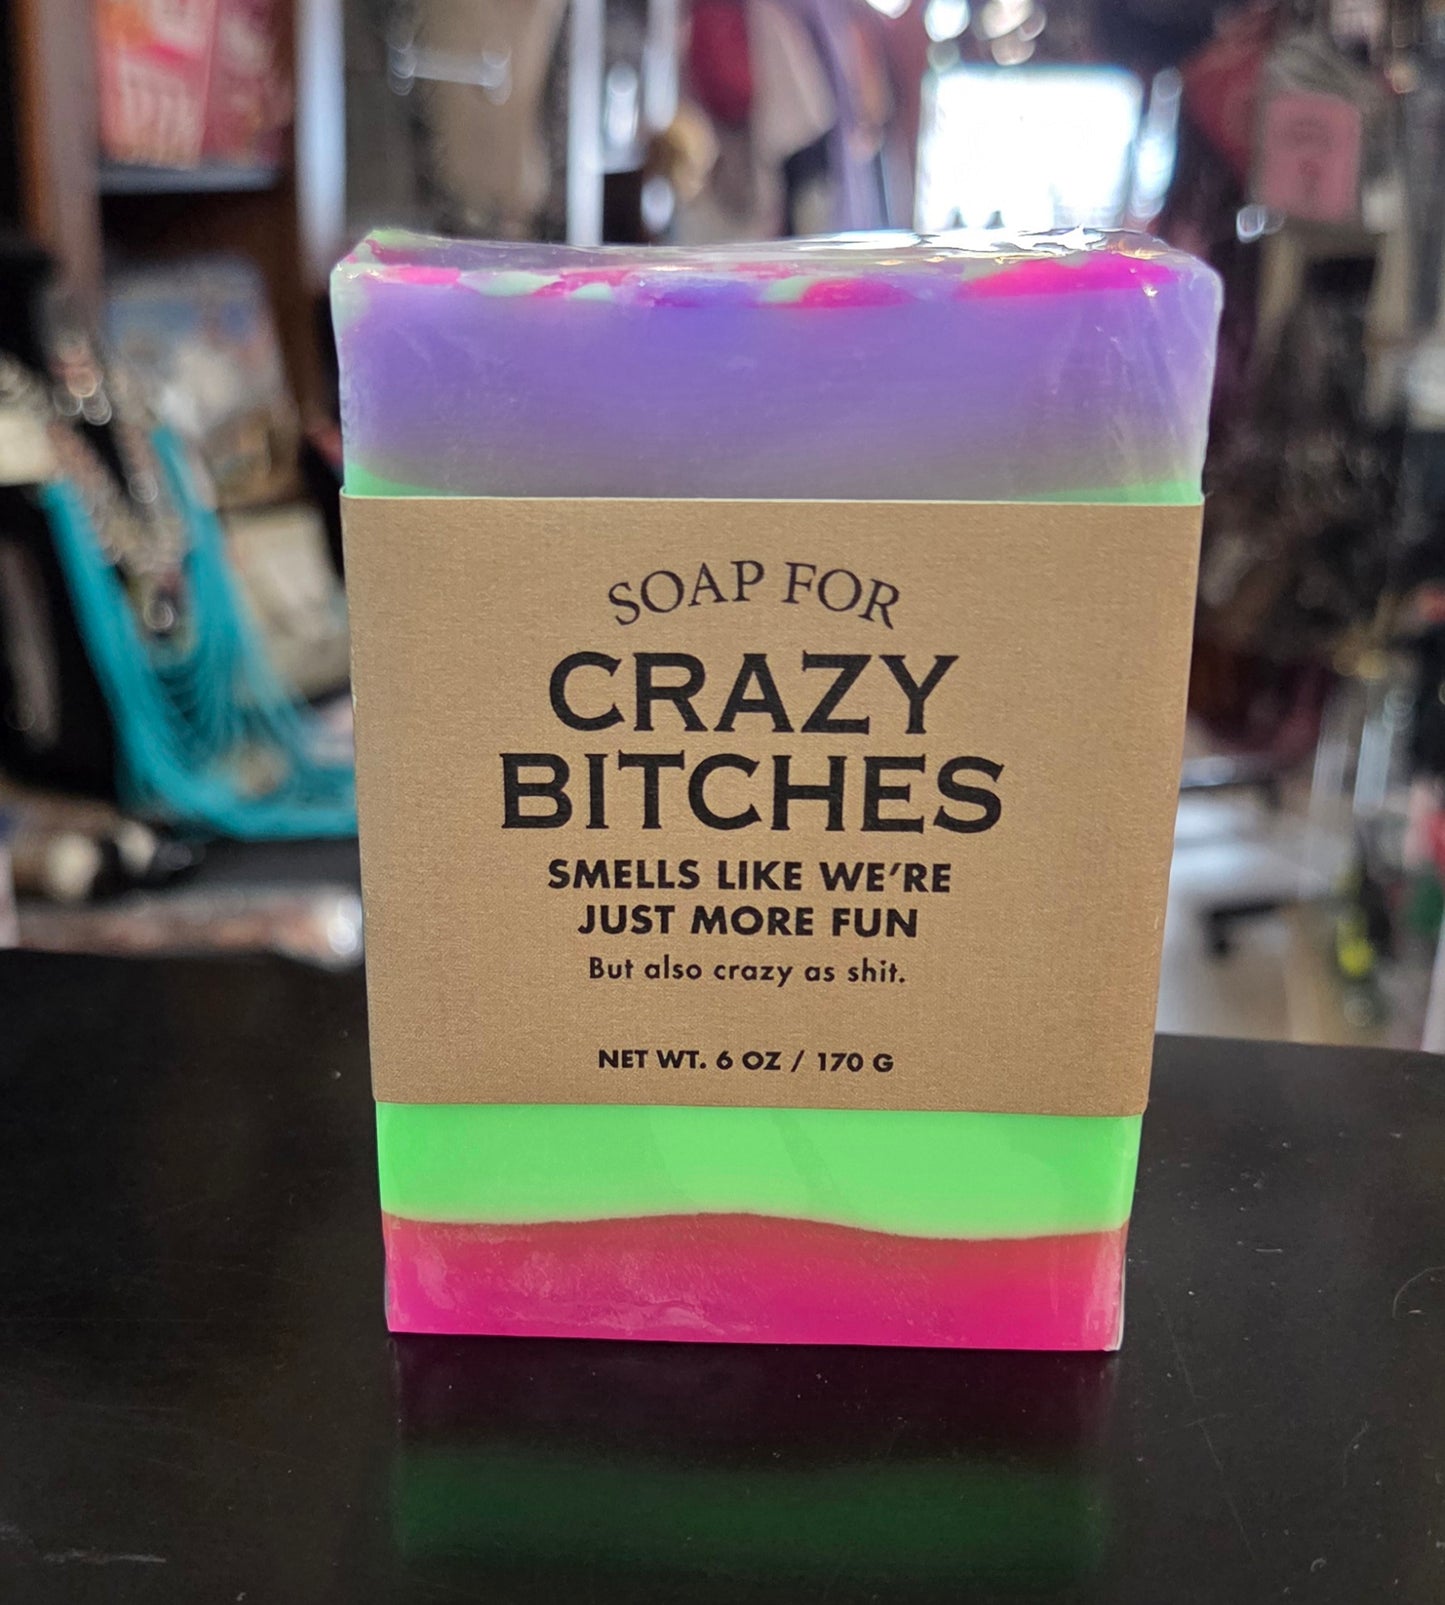 SOAP FOR
CRAZY
BITCHES
SMELLS LIKE WE'RE
JUST MORE FUN
But also crazy as shit.
NET WT. 6 OZ / 170 G